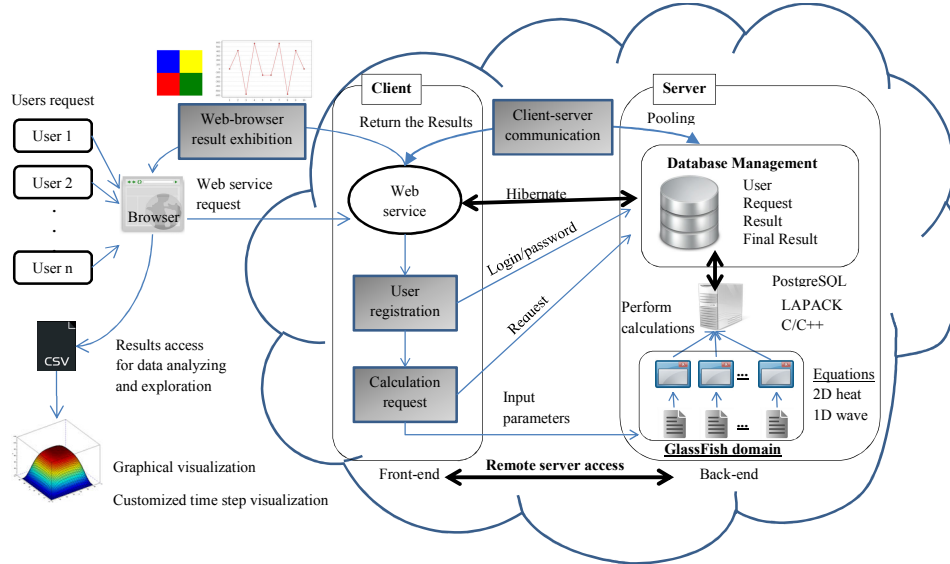 Users request
User 1
User 2
.
.
.
User n
Web-browser
result exhibition
Browser
Web service
request
CSV
Results access
for data analyzing
and exploration
Graphical visualization
Customized time step visualization
Client
Return the Results
Web
service
User
registration
Calculation
request
Front-end
Client-server
communication
Hibernate
Login/password
Request
Input
parameters
Remote server access
Server
Pooling
Database Management
User
Request
Result
Final Result
PostgreSQL
LAPACK
C/C++
Perform
calculations
...
...
Equations
2D heat
1D wave
GlassFish domain
Back-end